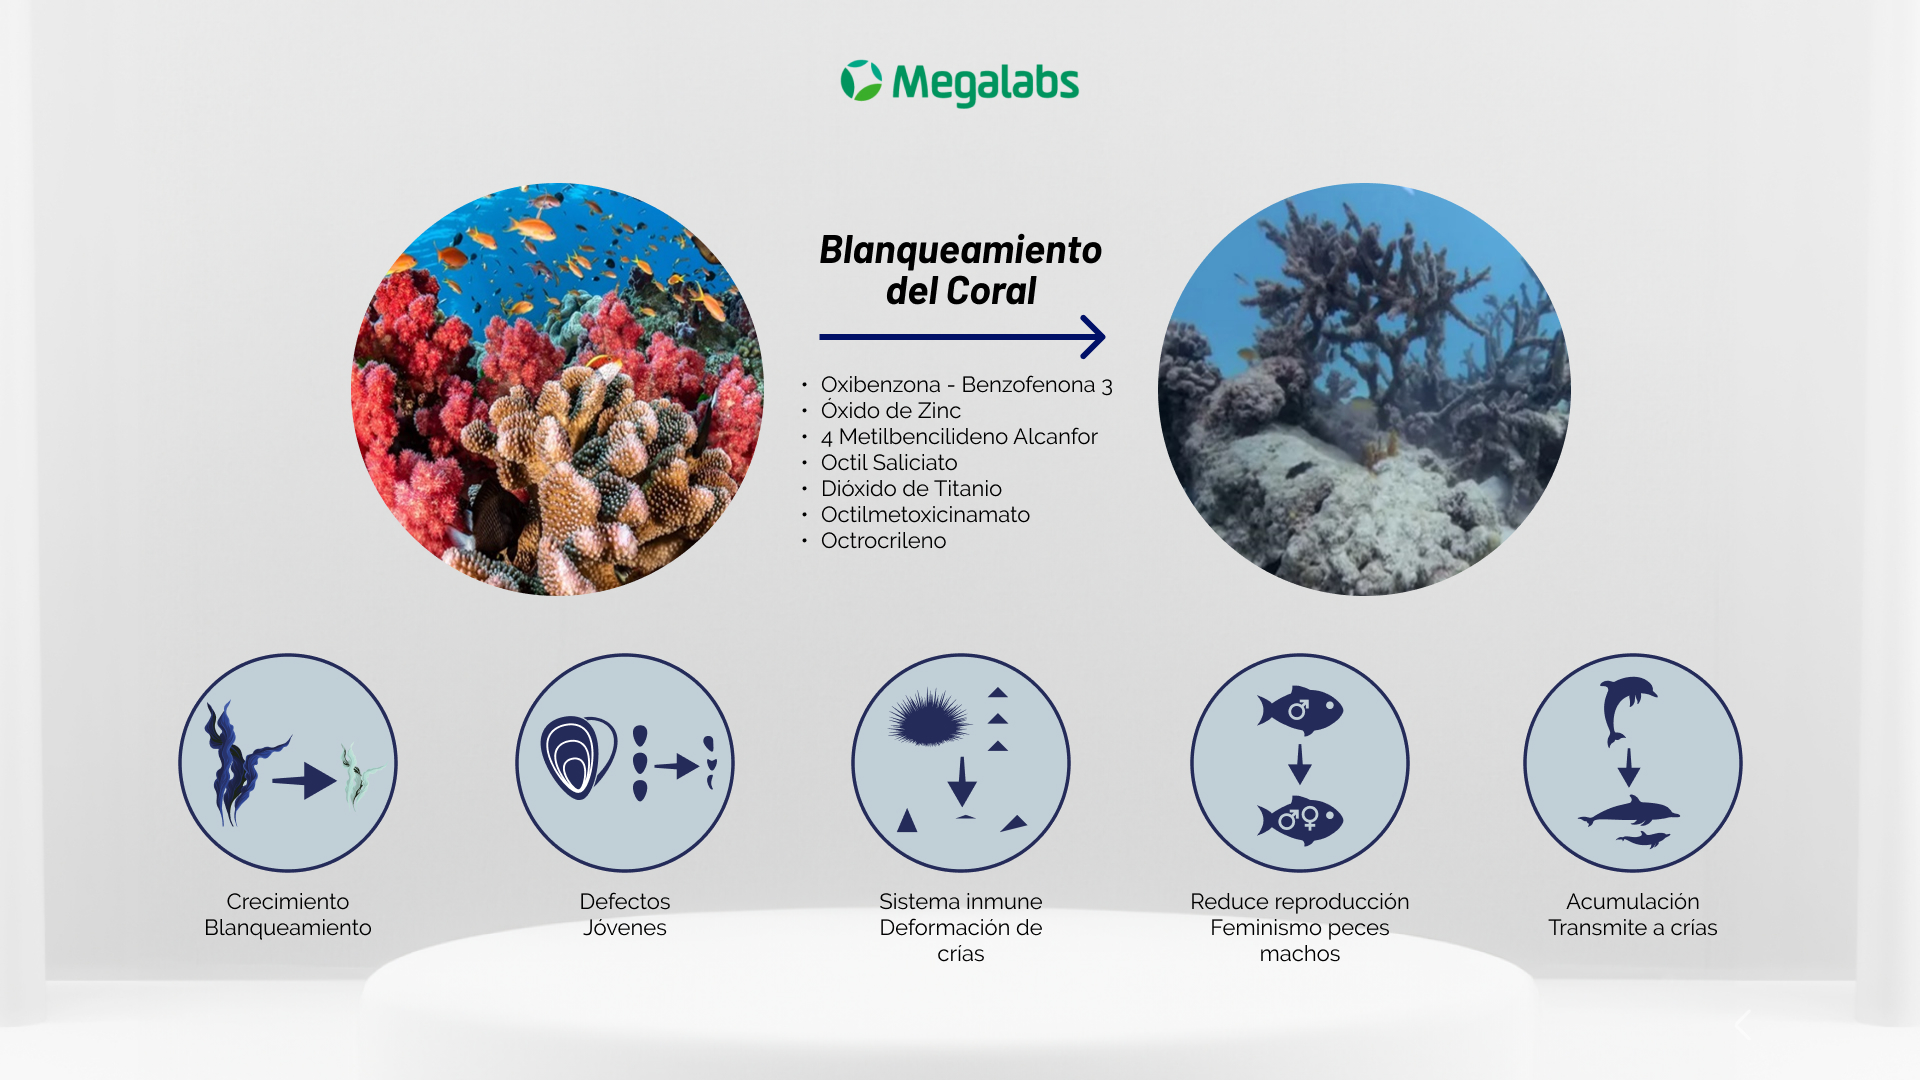 Megalabs
Blanqueamiento
del Coral
• Oxibenzona - Benzofenona 3
• Óxido de Zinc
• 4 Metilbencilideno Alcanfor
• Octil Saliciato
• Dióxido de Titanio
• Octilmetoxicinamato
• Octrocrileno
Crecimiento
Blanqueamiento
Defectos
Jóvenes
Sistema inmune
Deformación de
crías
Reduce reproducción
Feminismo peces
machos
Acumulación
Transmite a crías